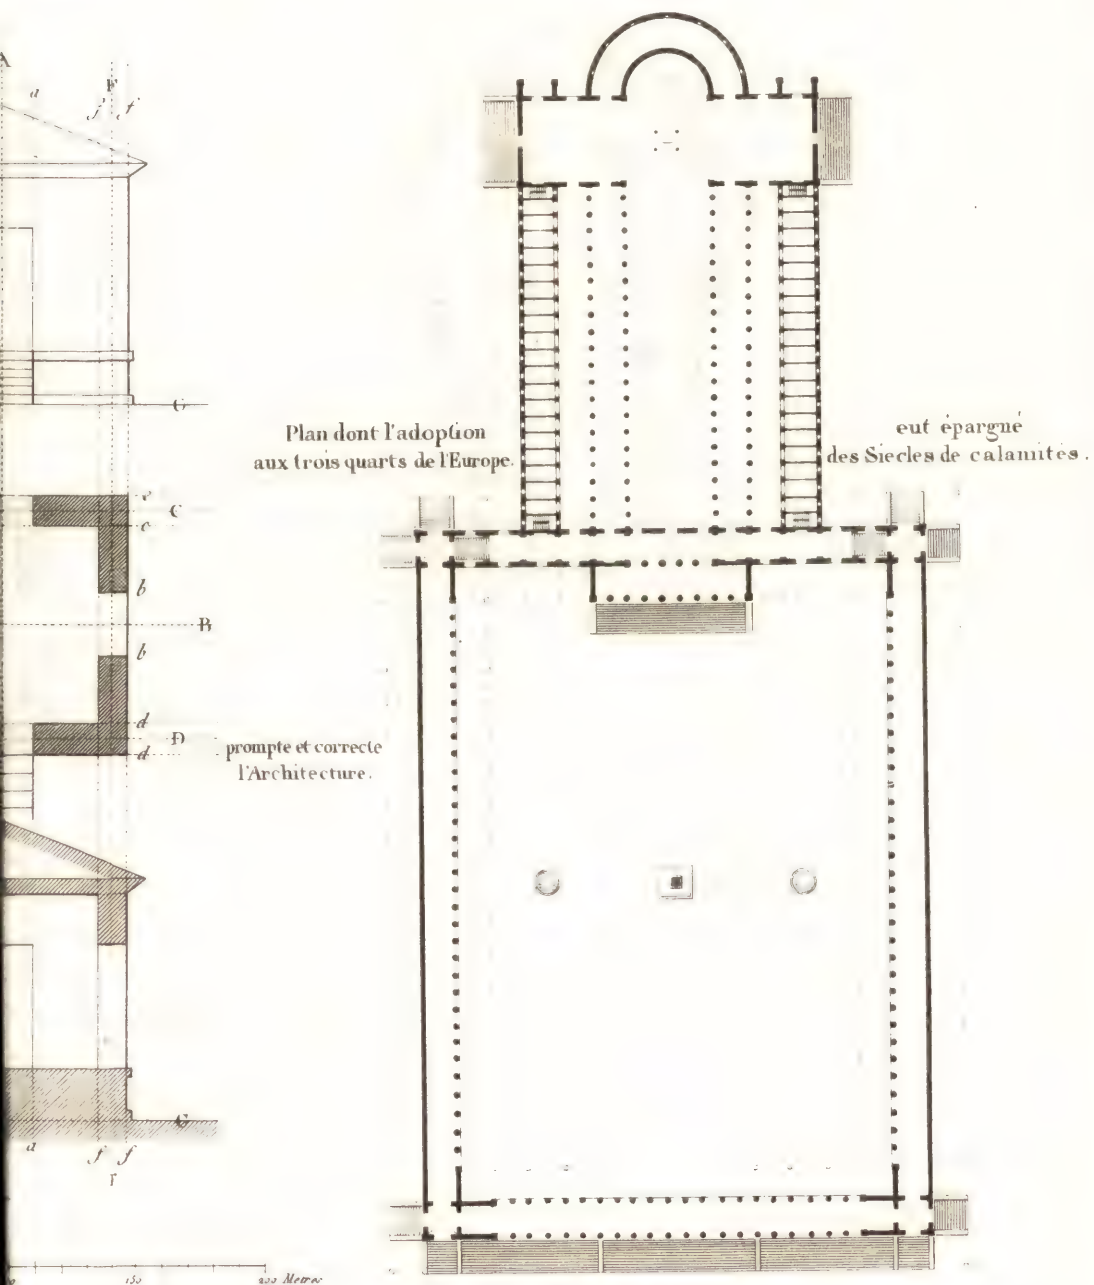 A
F
a
f f
G
Plan dont l'adoption
aux trois quarts de l'Europe.
eut épargné
des Siecles de calamités.
e
C
c
b
B
b
d
D
d
prompte et correcte
l'Architecture.
G
a
f f
150
200 Metres